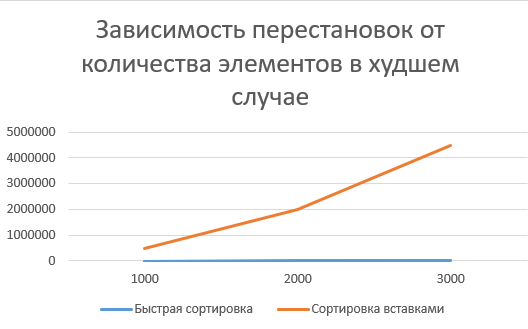 Зависимость перестановок от
количества элементов в худшем
случае
5000000
4000000
3000000
2000000
1000000
0
1000 2000 3000
Быстрая сортировка Сортировка вставками